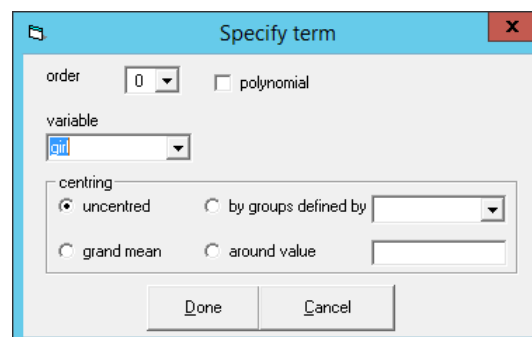 Specify term
x
order 0 polynomial
variable
girl
centring
uncentred by groups defined by
grand mean around value
Done Cancel